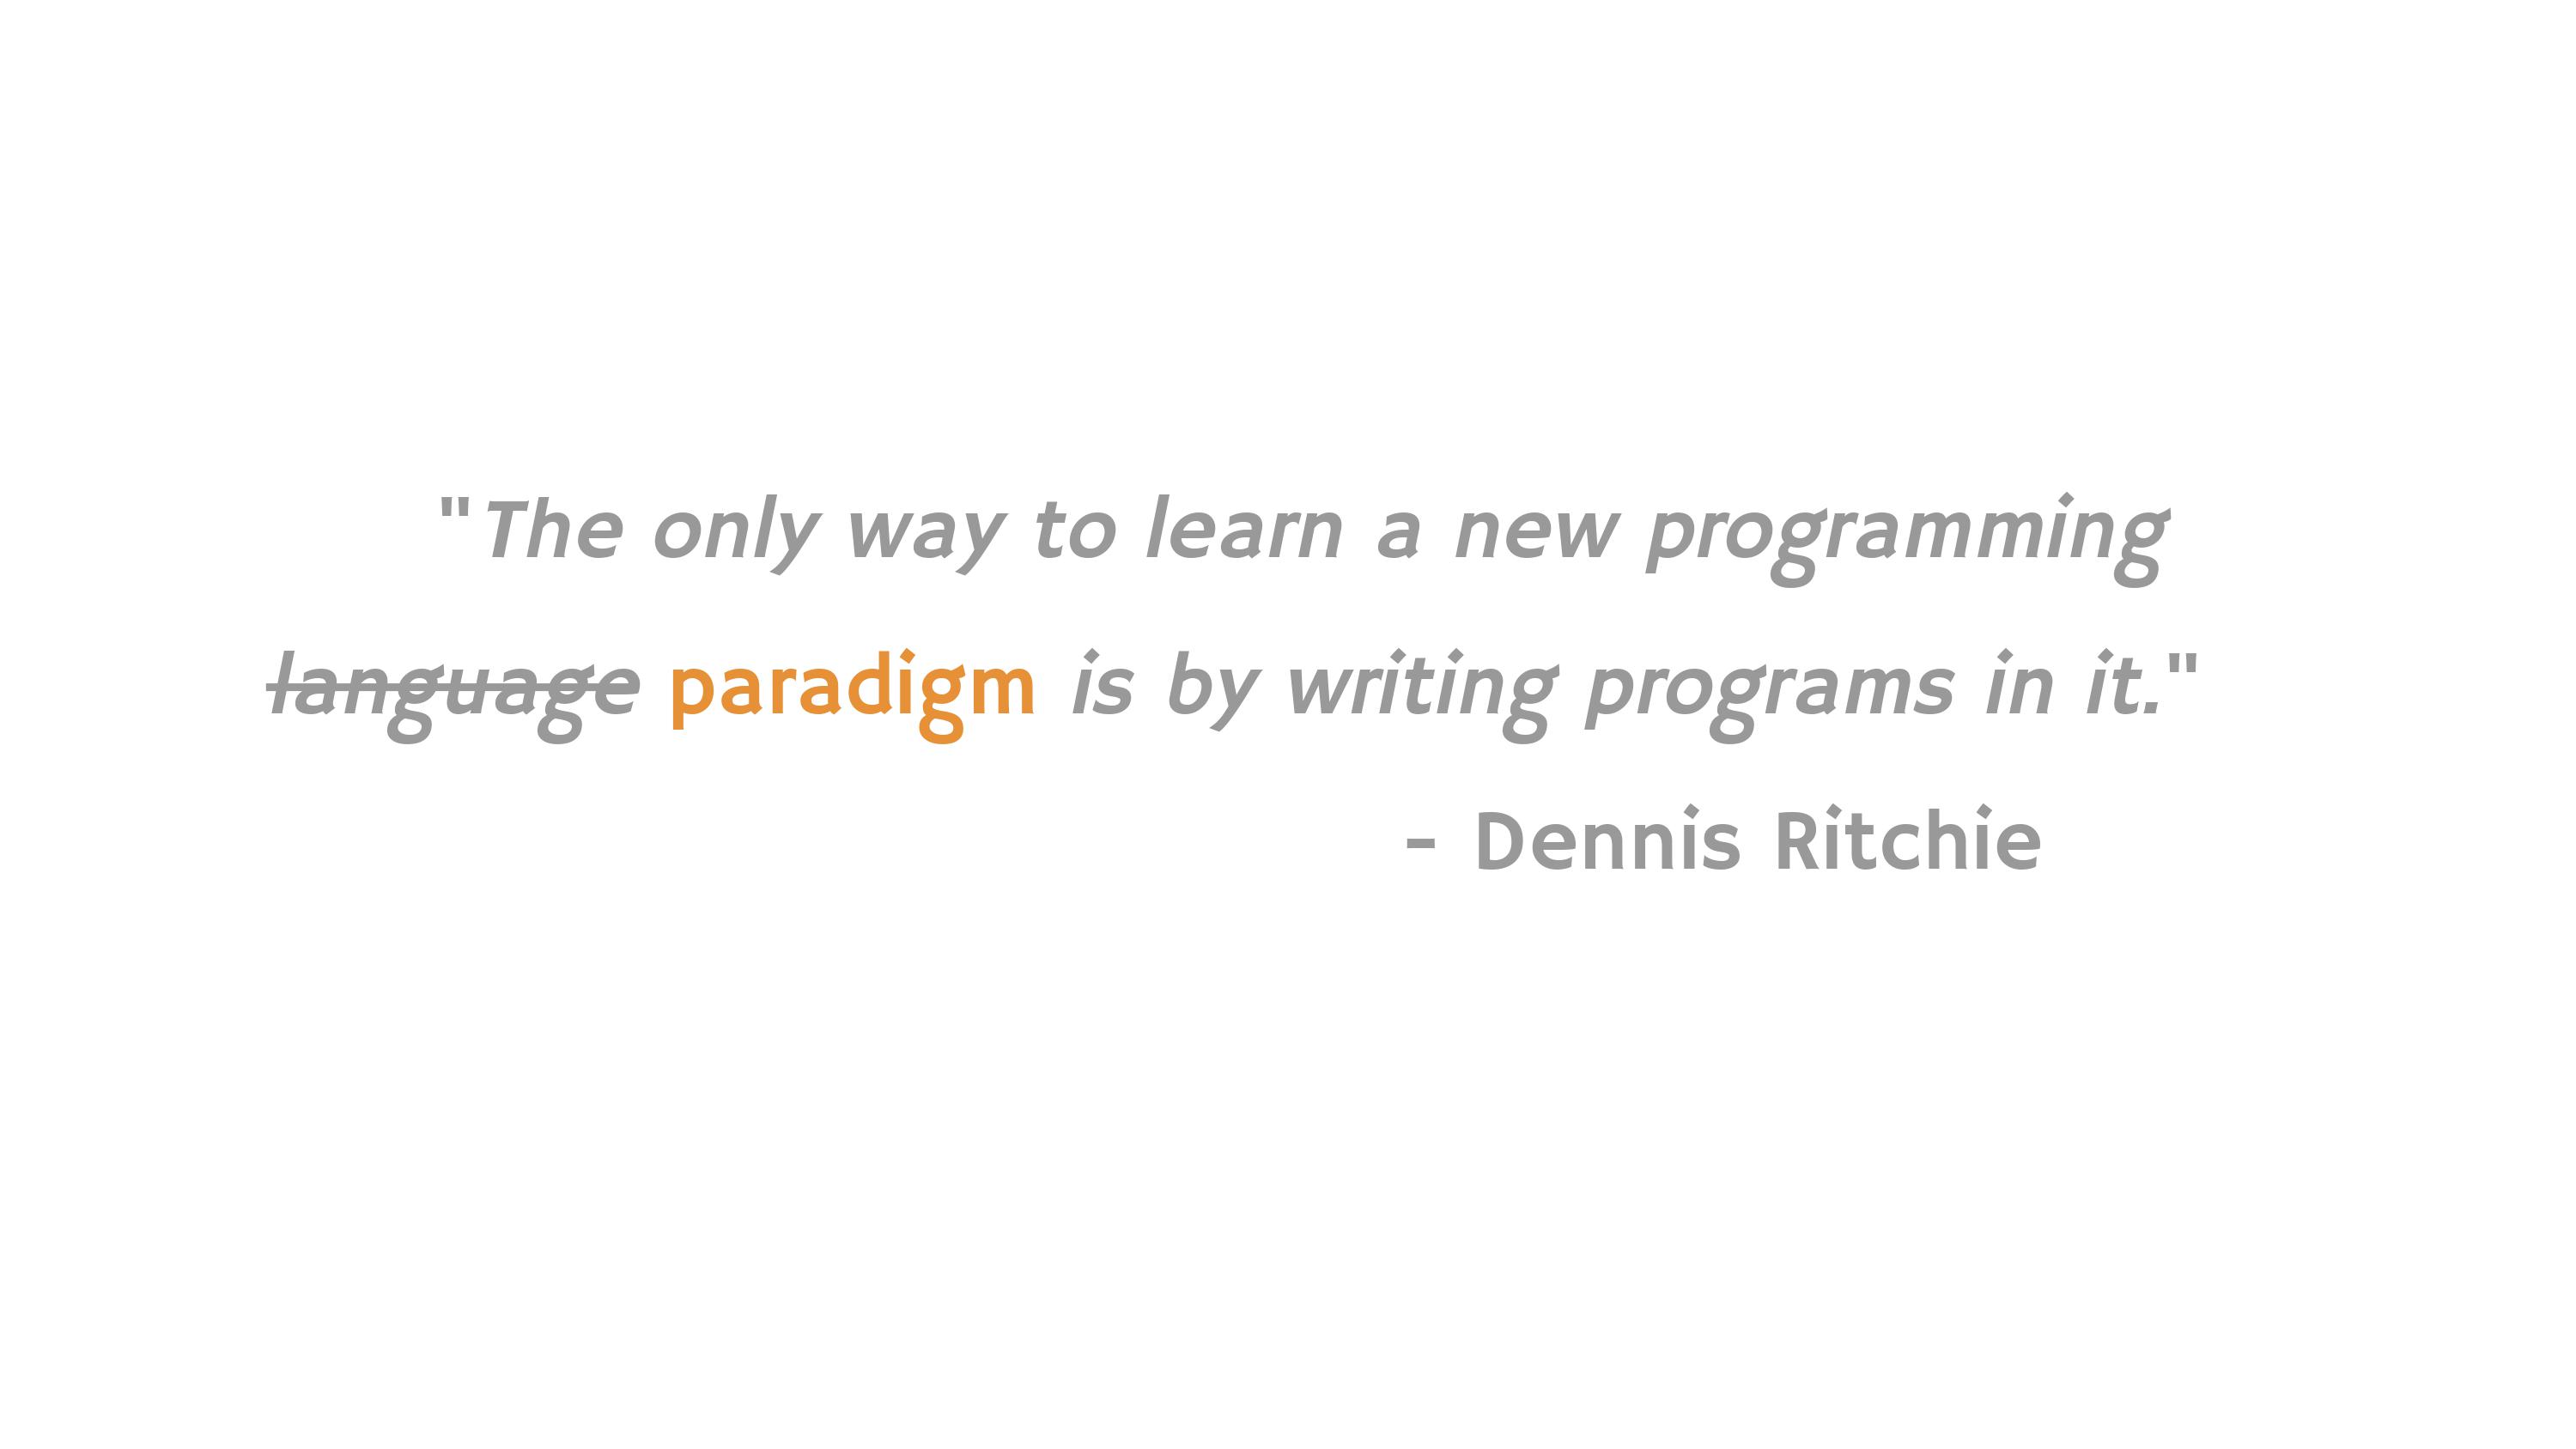 "The only way to learn a new programming
language paradigm is by writing programs in it."
- Dennis Ritchie